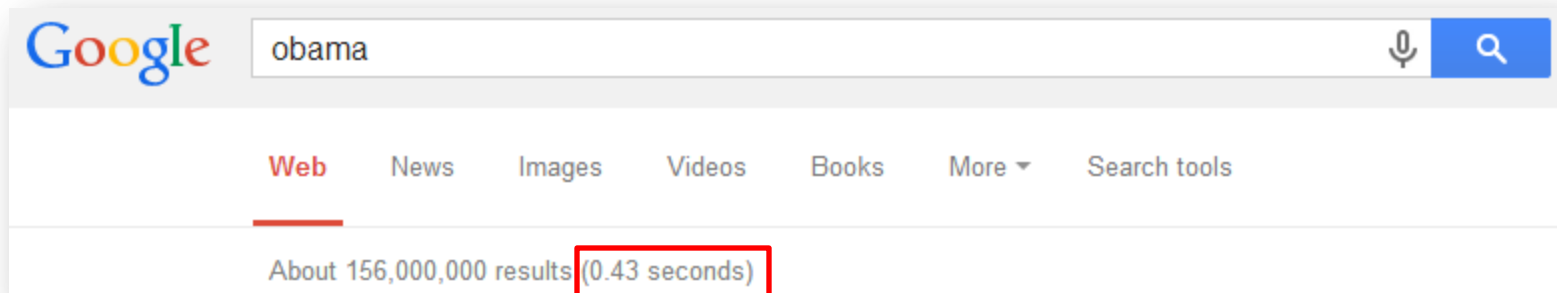 Google obama
Web News Images Videos Books More Search tools
About 156,000,000 results (0.43 seconds)